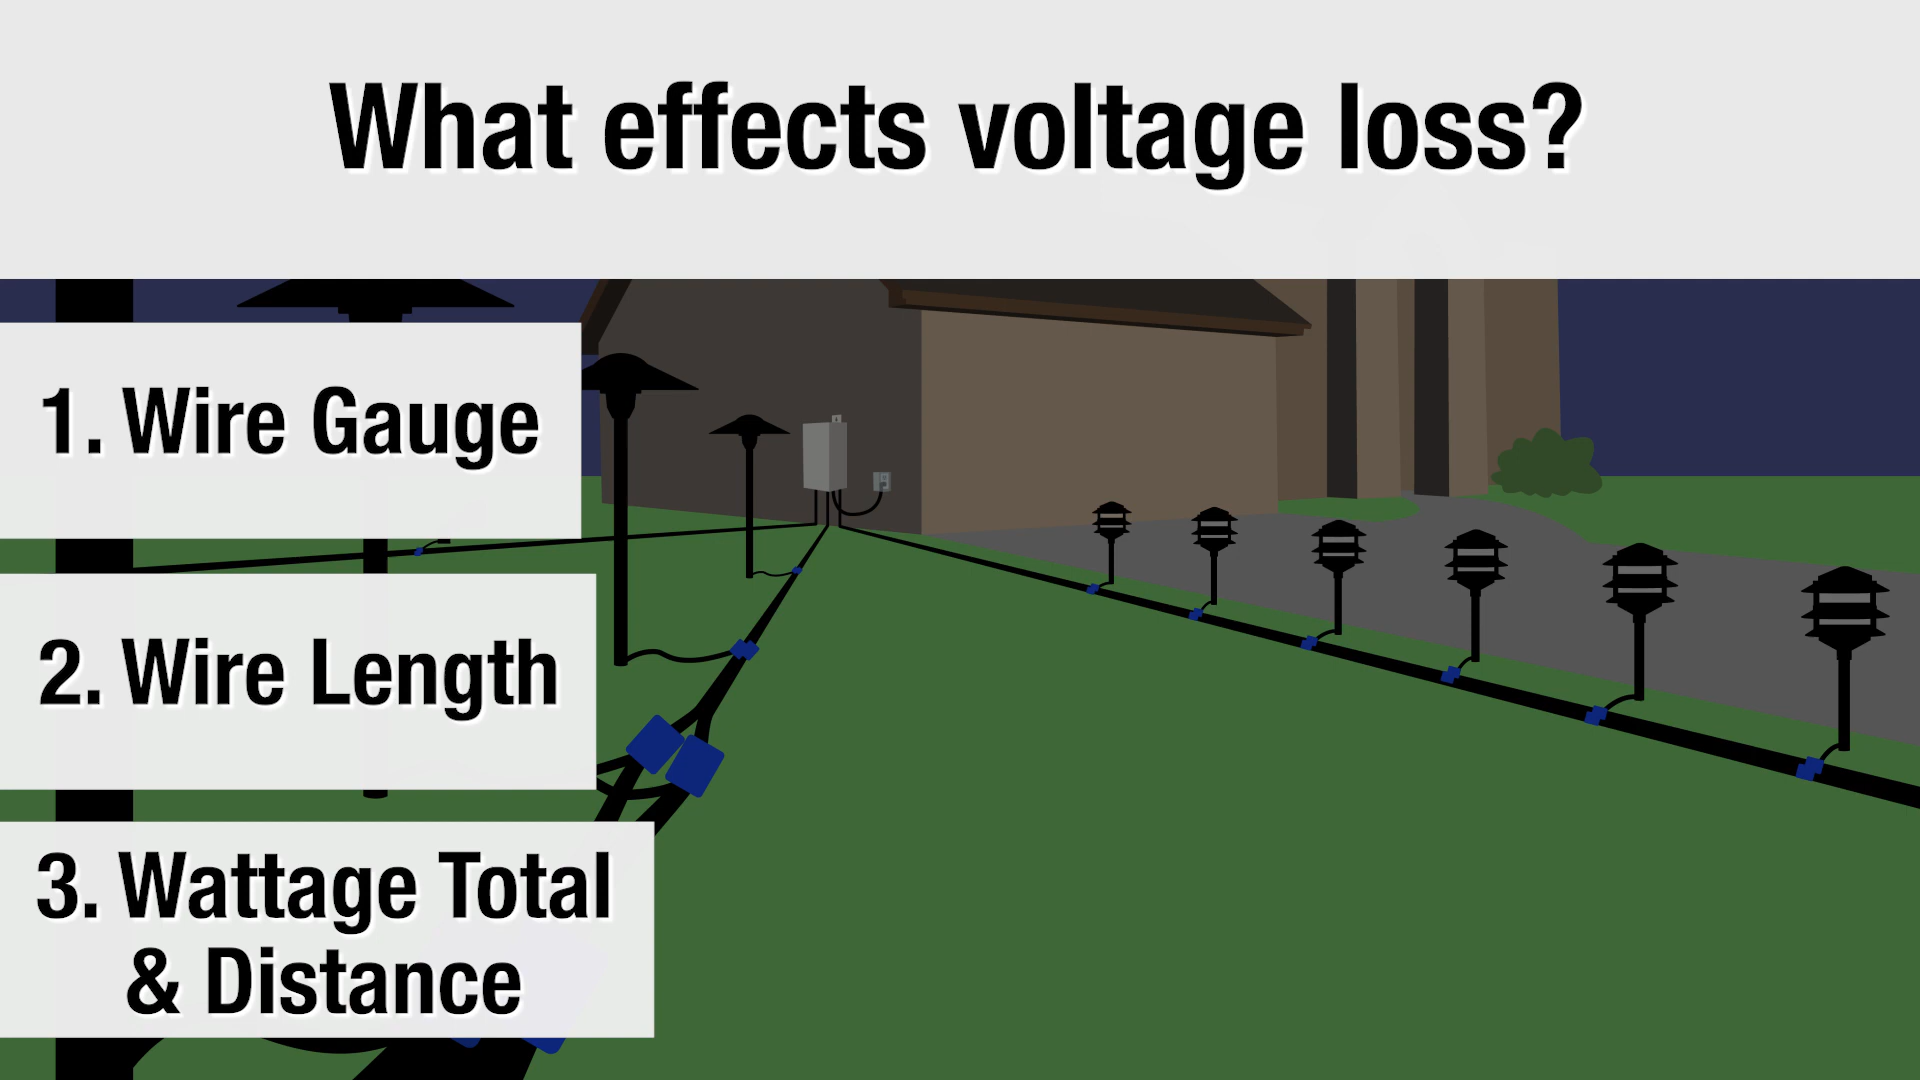 What effects voltage loss?
1. Wire Gauge
2. Wire Length
3. Wattage Total
& Distance